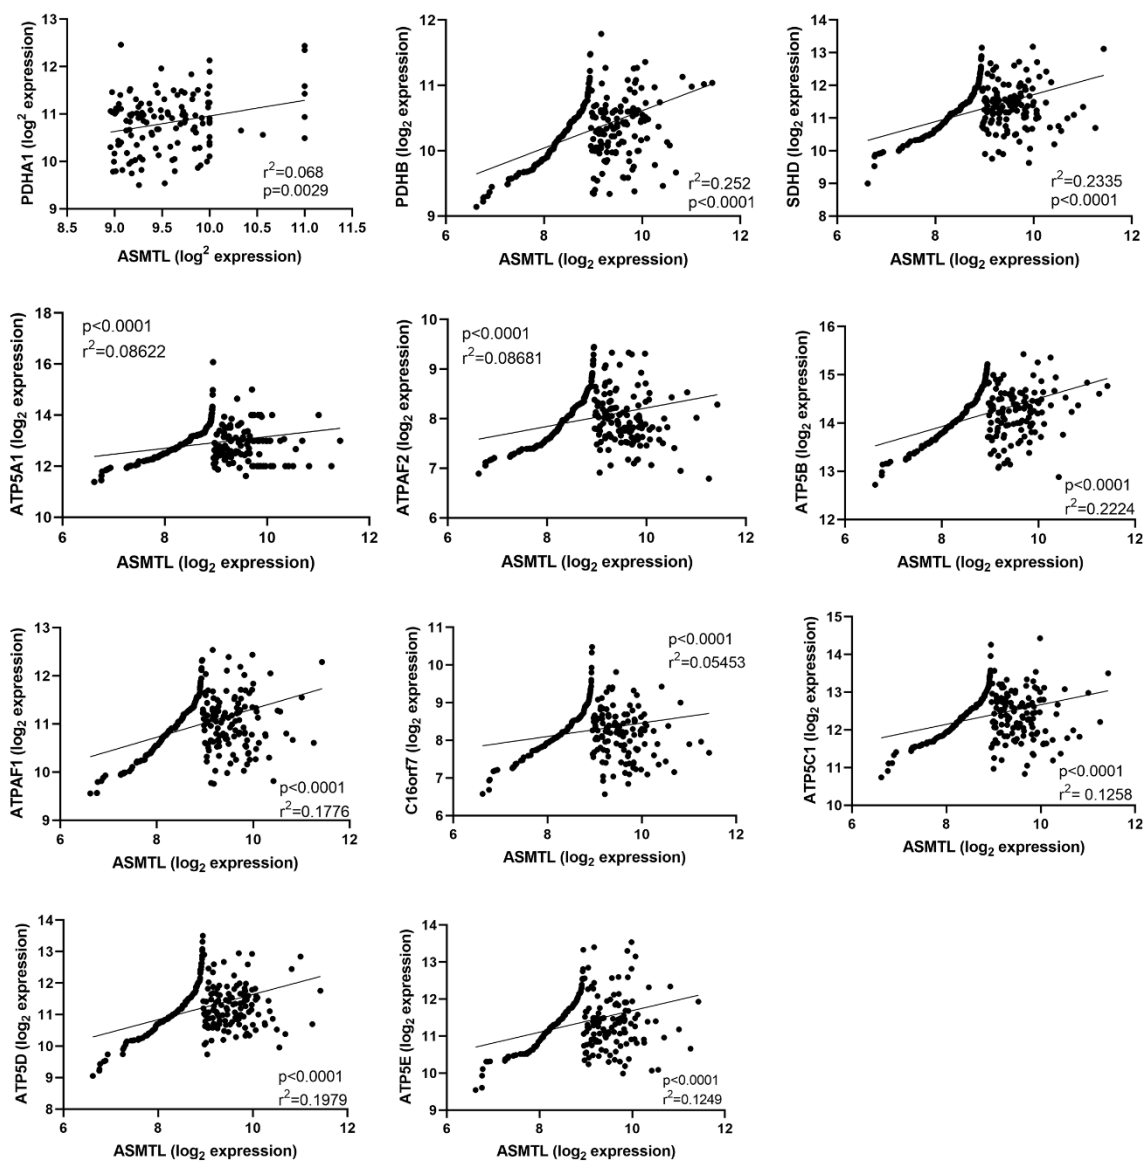 PDHA1 (log² expression)
13
12
11
10
9
8.5 9.0 9.5 10.0 10.5 11.0 11.5
r²=0.068
p=0.0029
ASMTL (log² expression)
PDHB (log₂ expression)
12
11
10
9
6 8 10 12
r²=0.252
p<0.0001
ASMTL (log₂ expression)
SDHD (log₂ expression)
14
13
12
11
10
9
8
6 8 10 12
r²=0.2335
p<0.0001
ASMTL (log₂ expression)
ATP5A1 (log₂ expression)
18
16
14
12
10
6 8 10 12
p<0.0001
r²=0.08622
ASMTL (log₂ expression)
ATPAF2 (log₂ expression)
10
9
8
7
6
6 8 10 12
p<0.0001
r²=0.08681
ASMTL (log₂ expression)
ATP5B (log₂ expression)
16
15
14
13
12
6 8 10 12
p<0.0001
r²=0.2224
ASMTL (log₂ expression)
ATPAF1 (log₂ expression)
13
12
11
10
9
6 8 10 12
p<0.0001
r²=0.1776
ASMTL (log₂ expression)
C16orf7 (log₂ expression)
11
10
9
8
7
6
6 8 10 12
p<0.0001
r²=0.05453
ASMTL (log₂ expression)
ATP5C1 (log₂ expression)
15
14
13
12
11
10
6 8 10 12
p<0.0001
r²= 0.1258
ASMTL (log₂ expression)
ATP5D (log₂ expression)
14
13
12
11
10
9
8
6 8 10 12
p<0.0001
r²=0.1979
ASMTL (log₂ expression)
ATP5E (log₂ expression)
14
13
12
11
10
9
6 8 10 12
p<0.0001
r²=0.1249
ASMTL (log₂ expression)